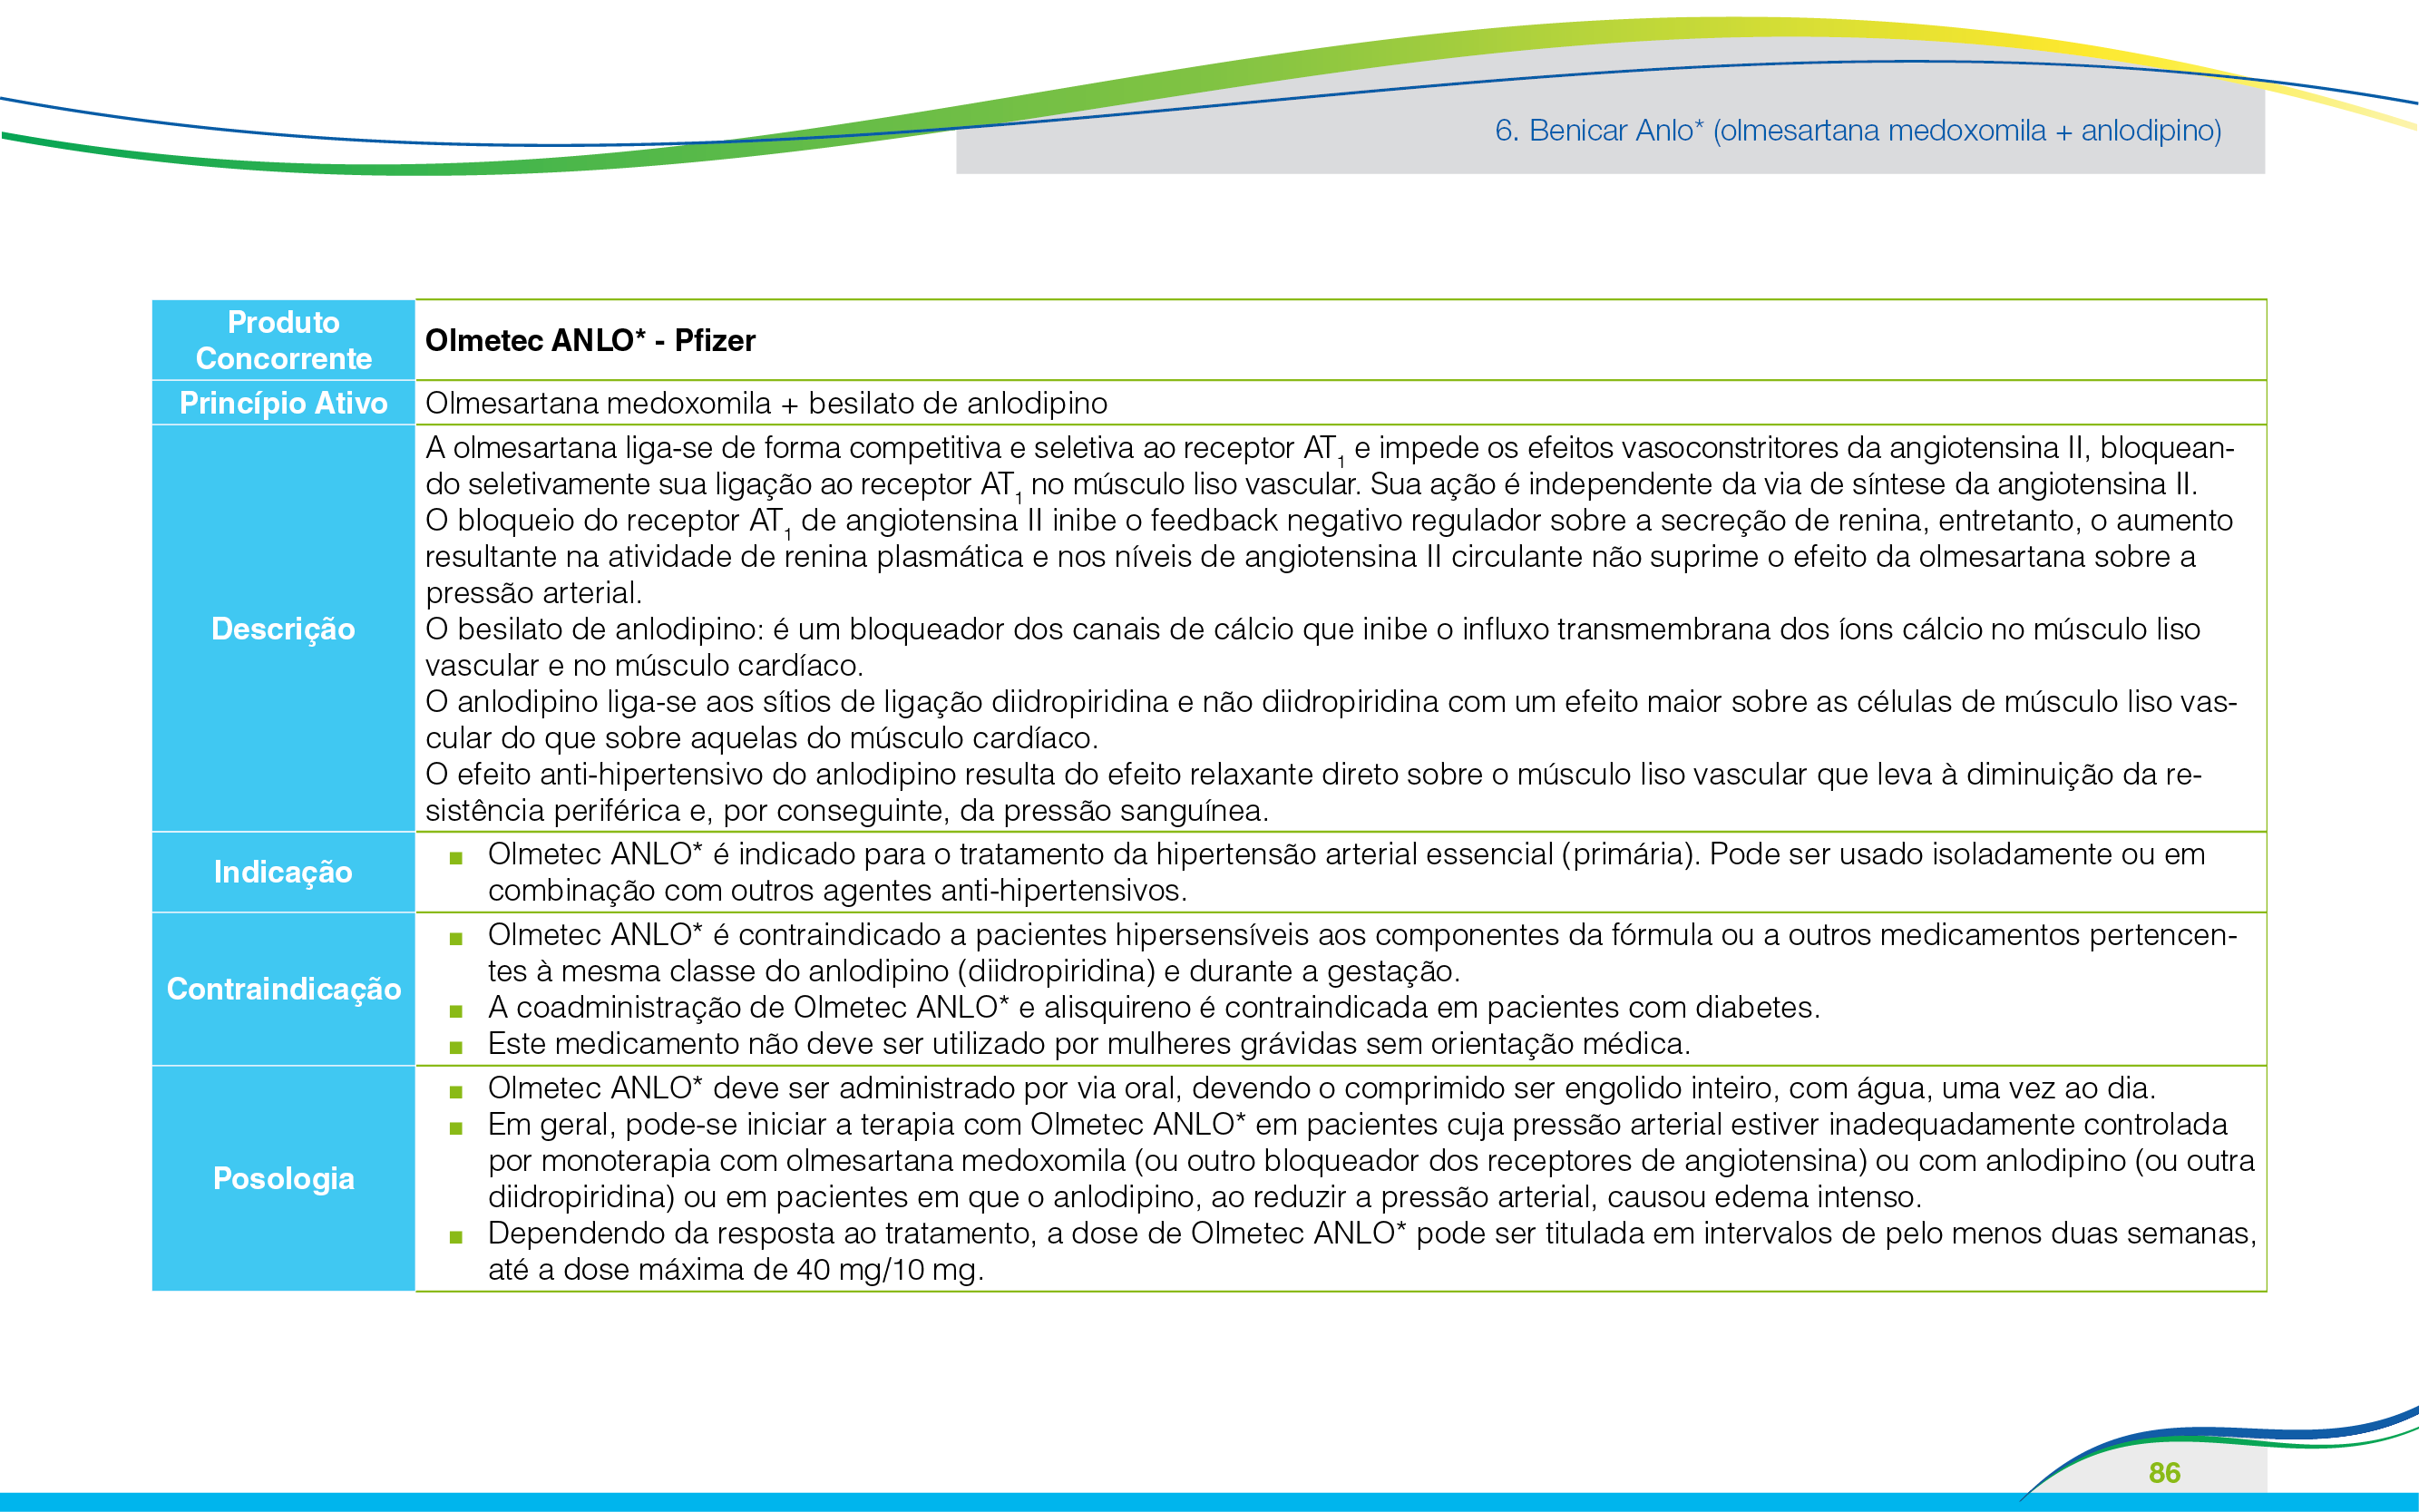 6. Benicar Anlo* (olmesartana medoxomila + anlodipino)
Produto
Concorrente
Olmetec ANLO* - Pfizer
Princípio Ativo
Olmesartana medoxomila + besilato de anlodipino
Descrição
A olmesartana liga-se de forma competitiva e seletiva ao receptor AT1 e impede os efeitos vasoconstritores da angiotensina II, bloquean-
do seletivamente sua ligação ao receptor AT1 no músculo liso vascular. Sua ação é independente da via de síntese da angiotensina II.
O bloqueio do receptor AT1 de angiotensina II inibe o feedback negativo regulador sobre a secreção de renina, entretanto, o aumento
resultante na atividade de renina plasmática e nos níveis de angiotensina II circulante não suprime o efeito da olmesartana sobre a
pressão arterial.
O besilato de anlodipino: é um bloqueador dos canais de cálcio que inibe o influxo transmembrana dos íons cálcio no músculo liso
vascular e no músculo cardíaco.
O anlodipino liga-se aos sítios de ligação diidropiridina e não diidropiridina com um efeito maior sobre as células de músculo liso vas-
cular do que sobre aquelas do músculo cardíaco.
O efeito anti-hipertensivo do anlodipino resulta do efeito relaxante direto sobre o músculo liso vascular que leva à diminuição da re-
sistência periférica e, por conseguinte, da pressão sanguínea.
Indicação
■ Olmetec ANLO* é indicado para o tratamento da hipertensão arterial essencial (primária). Pode ser usado isoladamente ou em
combinação com outros agentes anti-hipertensivos.
Contraindicação
■ Olmetec ANLO* é contraindicado a pacientes hipersensíveis aos componentes da fórmula ou a outros medicamentos pertencen-
tes à mesma classe do anlodipino (diidropiridina) e durante a gestação.
■ A coadministração de Olmetec ANLO* e alisquireno é contraindicada em pacientes com diabetes.
■ Este medicamento não deve ser utilizado por mulheres grávidas sem orientação médica.
Posologia
■ Olmetec ANLO* deve ser administrado por via oral, devendo o comprimido ser engolido inteiro, com água, uma vez ao dia.
■ Em geral, pode-se iniciar a terapia com Olmetec ANLO* em pacientes cuja pressão arterial estiver inadequadamente controlada
por monoterapia com olmesartana medoxomila (ou outro bloqueador dos receptores de angiotensina) ou com anlodipino (ou outra
diidropiridina) ou em pacientes em que o anlodipino, ao reduzir a pressão arterial, causou edema intenso.
■ Dependendo da resposta ao tratamento, a dose de Olmetec ANLO* pode ser titulada em intervalos de pelo menos duas semanas,
até a dose máxima de 40 mg/10 mg.
86